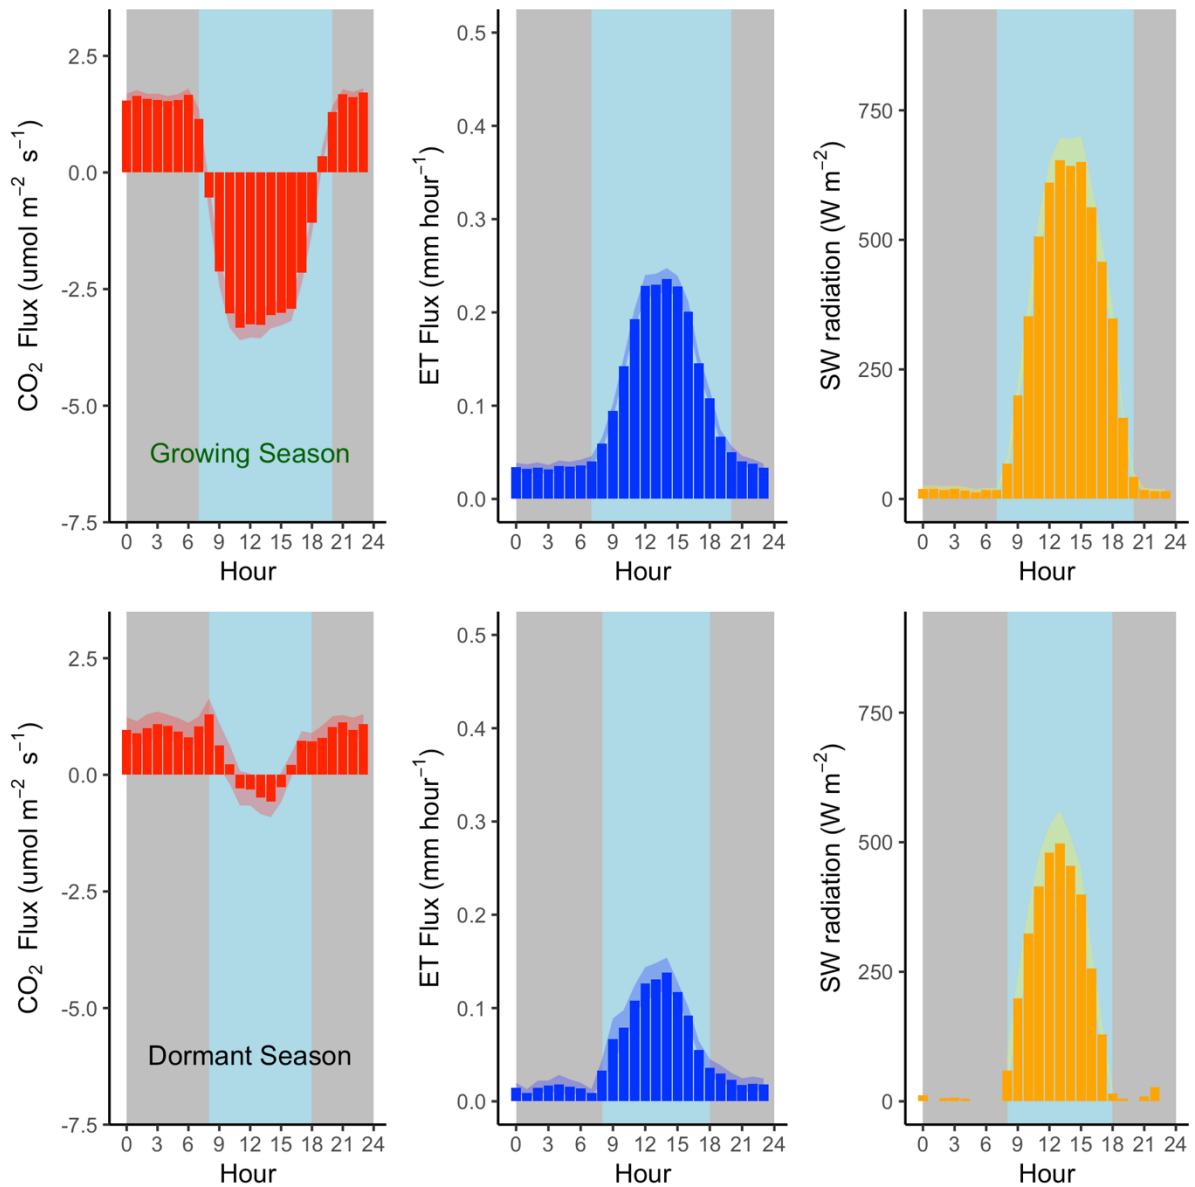 CO₂ Flux (umol m⁻² s⁻¹)
2.5
0.0
-2.5
-5.0
-7.5
Growing Season
0 3 6 9 12 15 18 21 24
Hour
ET Flux (mm hour⁻¹)
0.5
0.4
0.3
0.2
0.1
0.0
0 3 6 9 12 15 18 21 24
Hour
SW radiation (W m⁻²)
750
500
250
0
0 3 6 9 12 15 18 21 24
Hour
CO₂ Flux (umol m⁻² s⁻¹)
2.5
0.0
-2.5
-5.0
-7.5
Dormant Season
0 3 6 9 12 15 18 21 24
Hour
ET Flux (mm hour⁻¹)
0.5
0.4
0.3
0.2
0.1
0.0
0 3 6 9 12 15 18 21 24
Hour
SW radiation (W m⁻²)
750
500
250
0
0 3 6 9 12 15 18 21 24
Hour